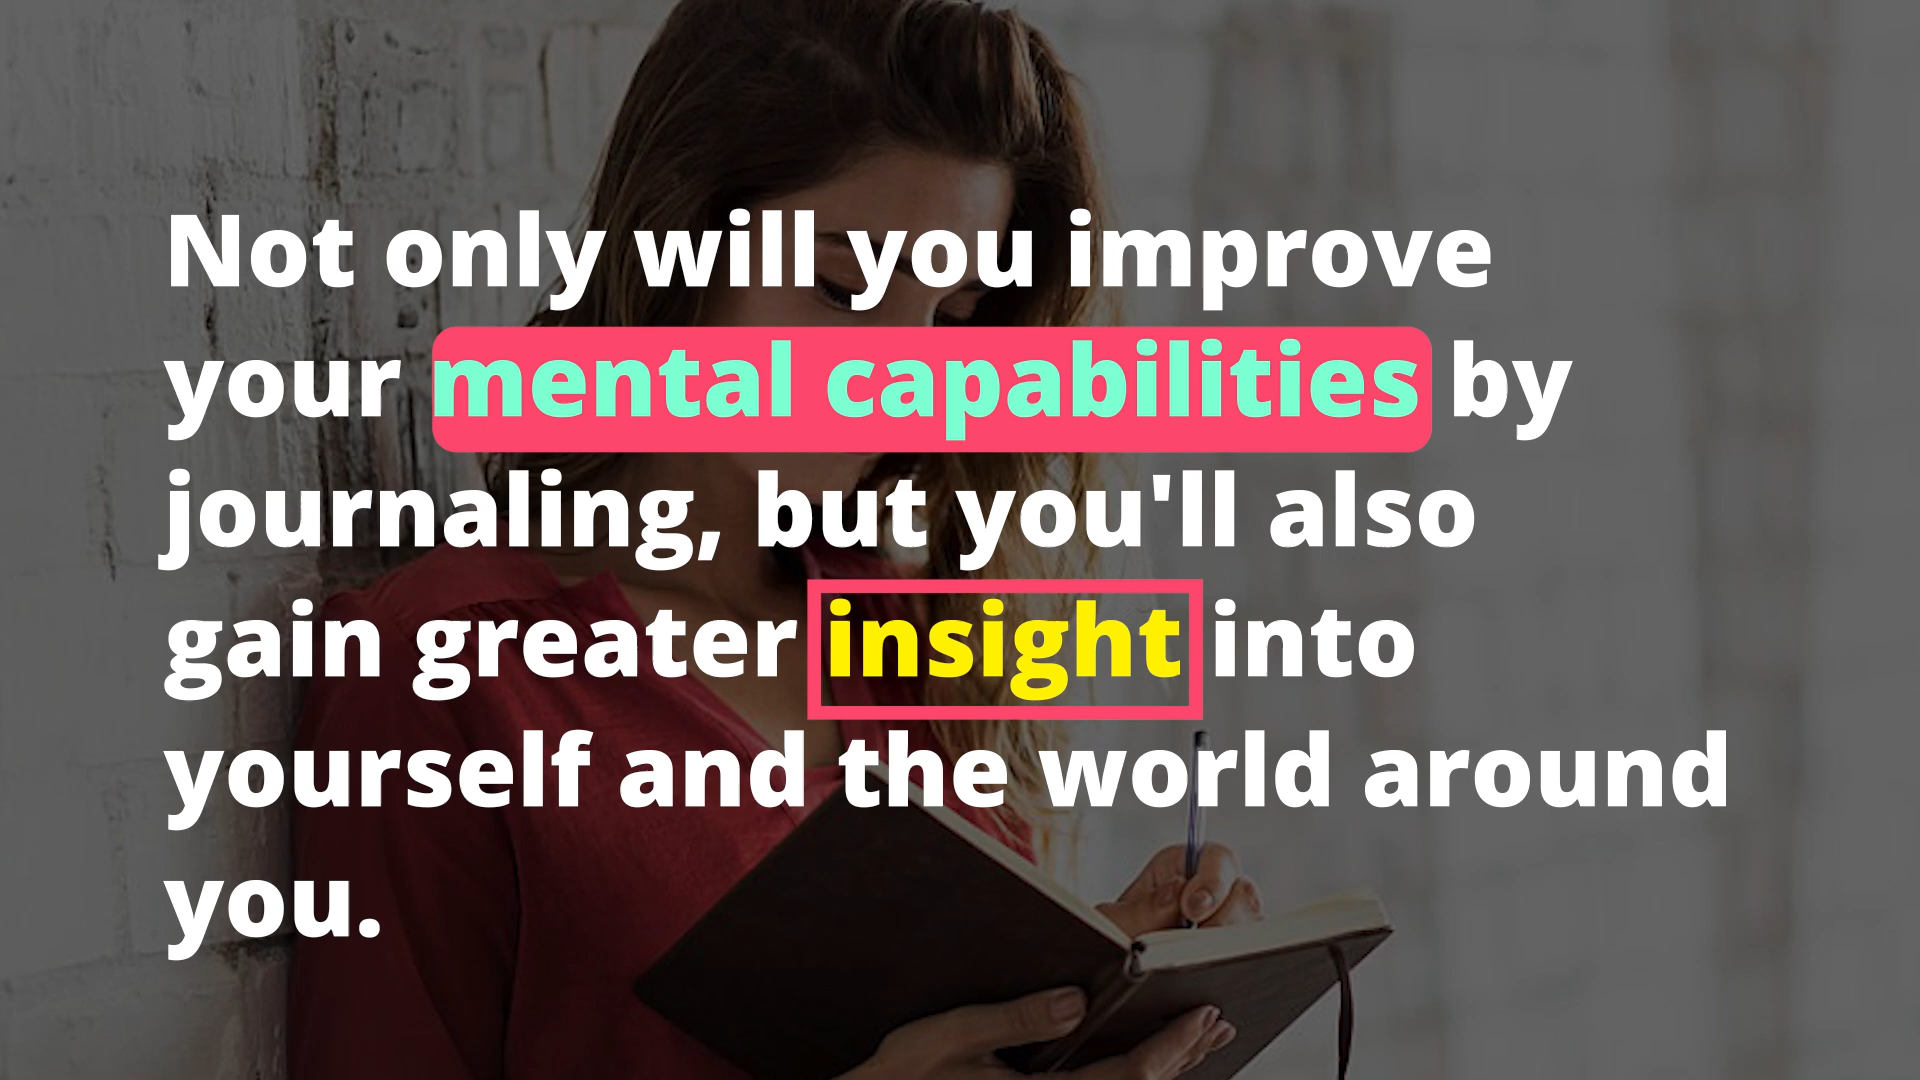 Not only will you improve
your mental capabilities by
journaling, but you'll also
gain greater insight into
yourself and the world around
you.